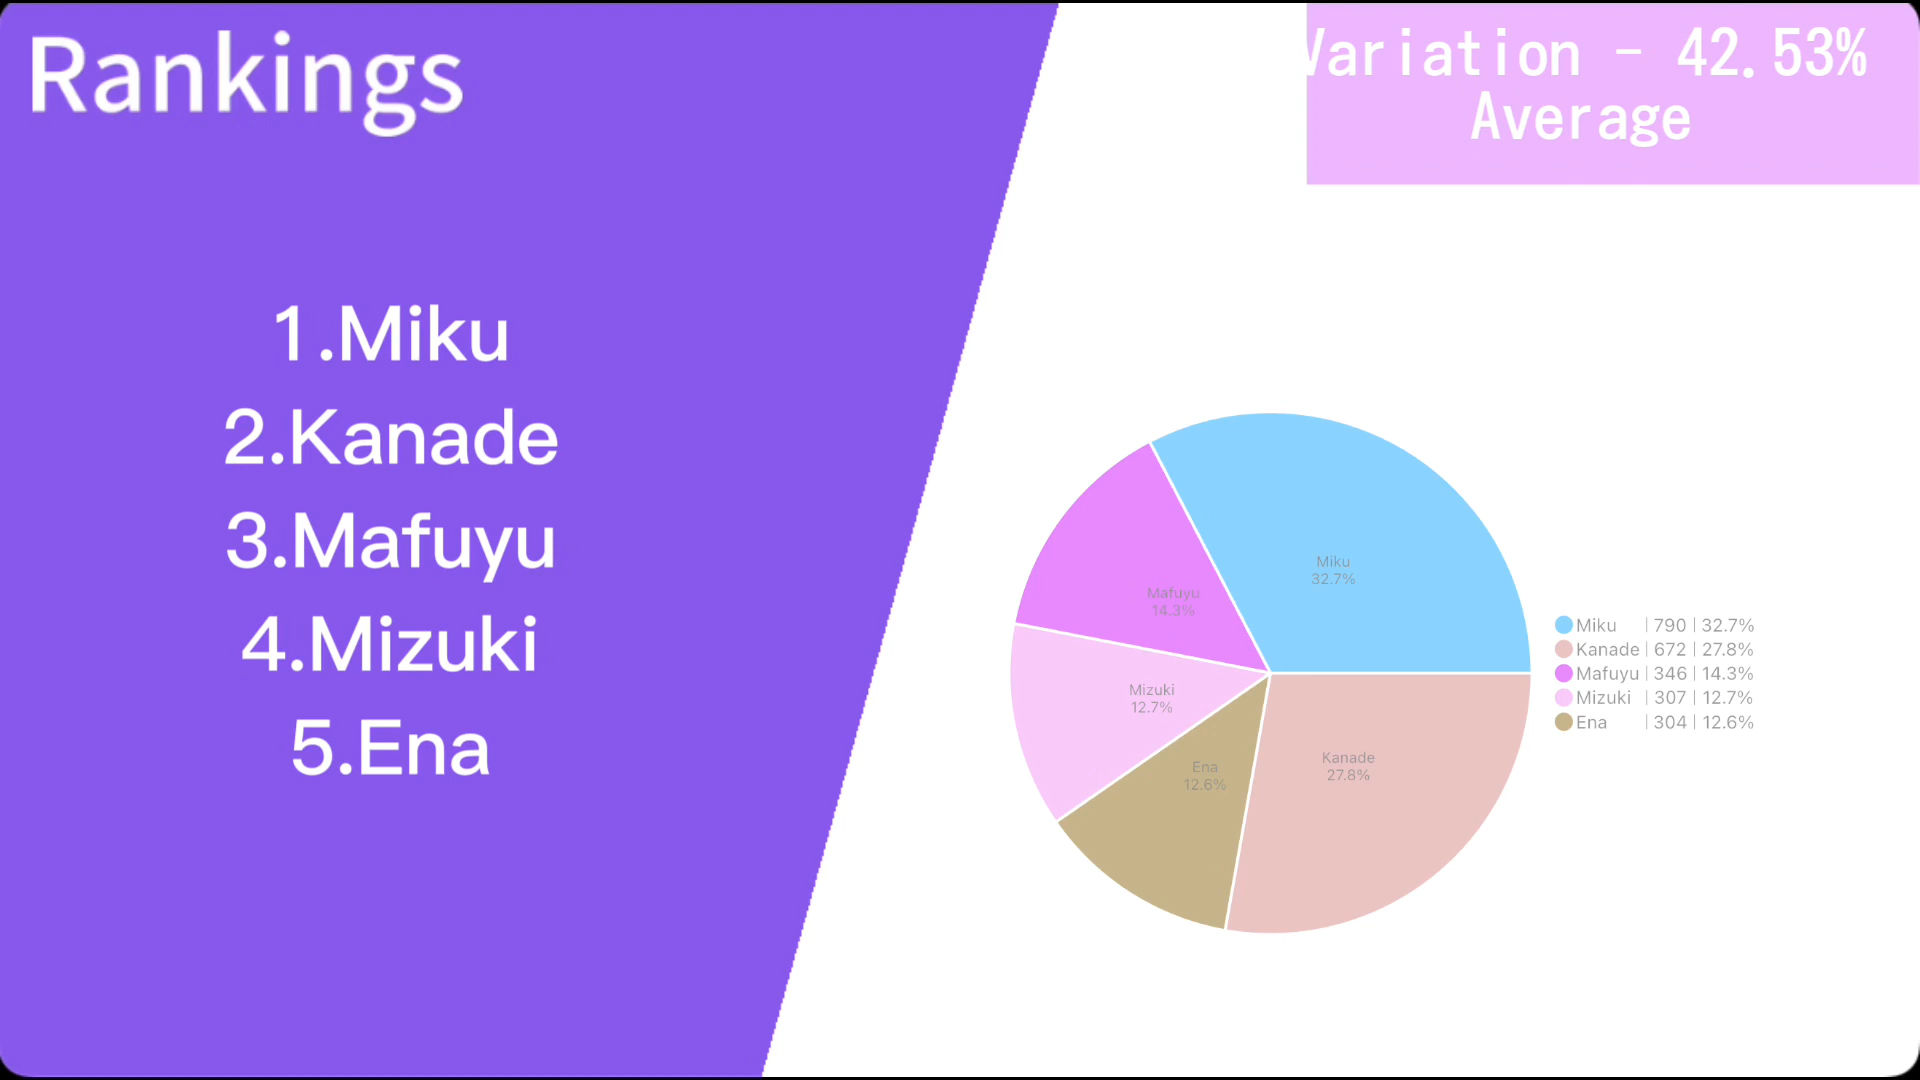 Rankings
1.Miku
2.Kanade
3.Mafuyu
4.Mizuki
5.Ena
Variation - 42.53%
Average
Miku
32.7%
Mafuyu
14.3%
Mizuki
12.7%
Ena
12.6%
Kanade
27.8%
Miku | 790 | 32.7%
Kanade | 672 | 27.8%
Mafuyu | 346 | 14.3%
Mizuki | 307 | 12.7%
Ena | 304 | 12.6%